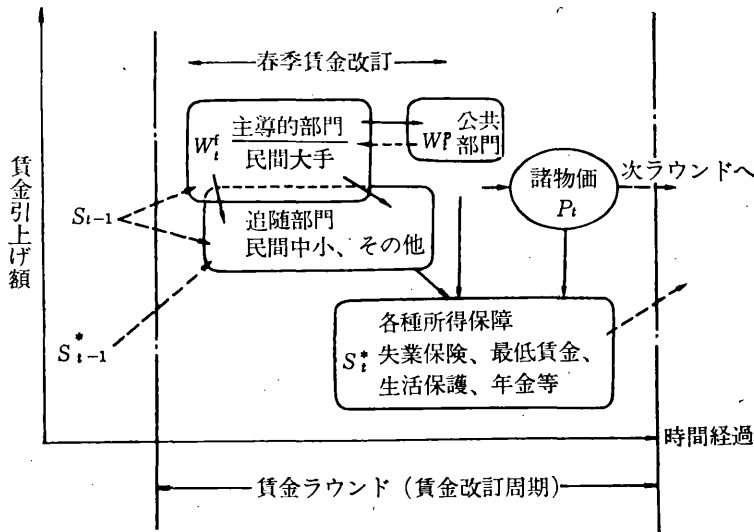 春季賃金改訂
主導的部門
W_t^f
民間大手
公共
W_t^p 部門
賃金引上げ額
諸物価
P_t
次ラウンドへ
S_{t-1}
追随部門
民間中小、その他
S_{t-1}^*
各種所得保障
S_t^* 失業保険、最低賃金、
生活保護、年金等
時間経過
賃金ラウンド（賃金改訂周期）